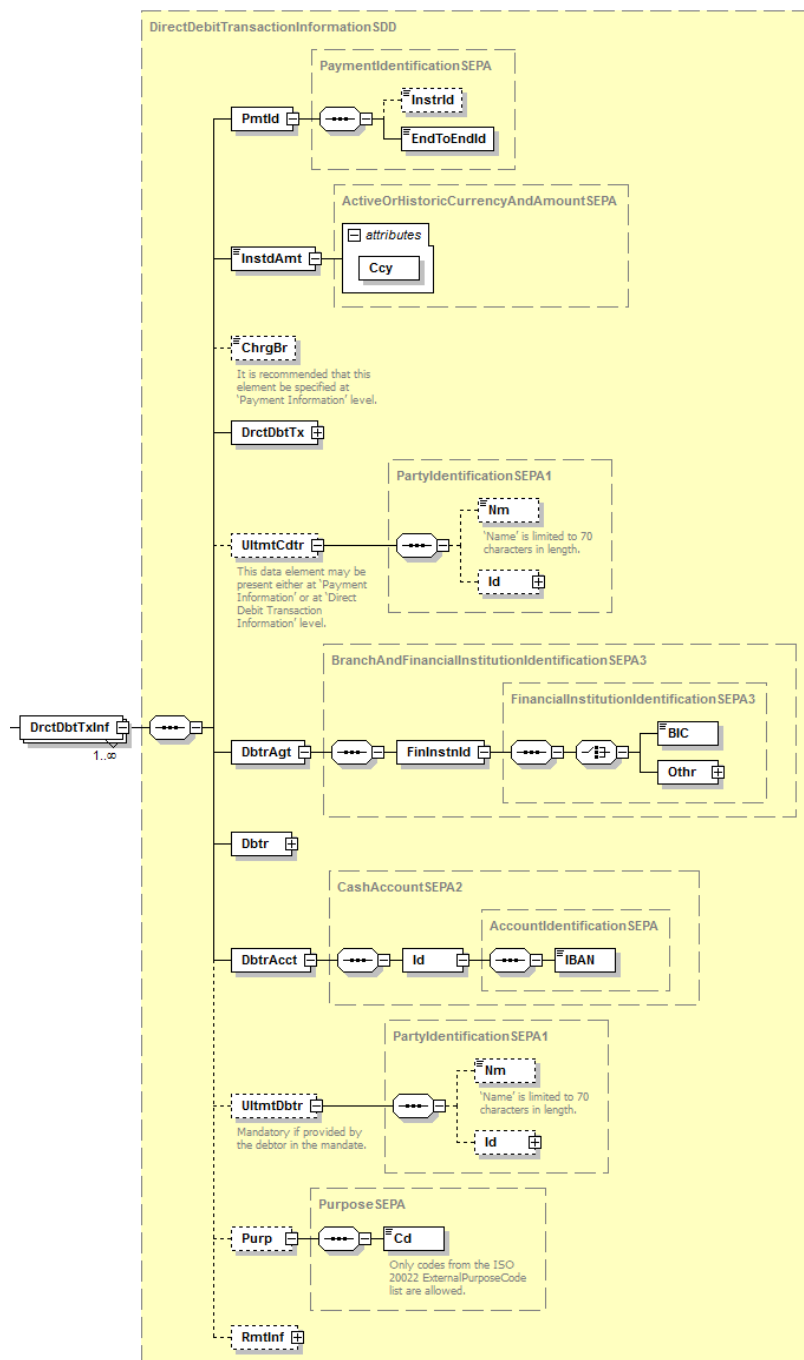 DirectDebitTransactionInformationSDD
PaymentIdentificationSEPA
InstrId
PmtId
EndToEndId
ActiveOrHistoricCurrencyAndAmountSEPA
attributes
InstdAmt
Ccy
ChrgBr
It is recommended that this
element be specified at
'Payment Information' level.
DrctDbtTx
PartyIdentificationSEPA1
Nm
'Name' is limited to 70
characters in length.
UltmtCdtr
This data element may be
present either at 'Payment
Information' or at 'Direct
Debit Transaction
Information' level.
Id
BranchAndFinancialInstitutionIdentificationSEPA3
FinancialInstitutionIdentificationSEPA3
DrctDbtTxInf
1..∞
DbtrAgt
FinInstnId
BIC
Othr
Dbtr
CashAccountSEPA2
AccountIdentificationSEPA
DbtrAcct
Id
IBAN
PartyIdentificationSEPA1
Nm
'Name' is limited to 70
characters in length.
UltmtDbtr
Mandatory if provided by
the debtor in the mandate.
Id
PurposeSEPA
Purp
Cd
Only codes from the ISO
20022 ExternalPurposeCode
list are allowed.
RmtInf